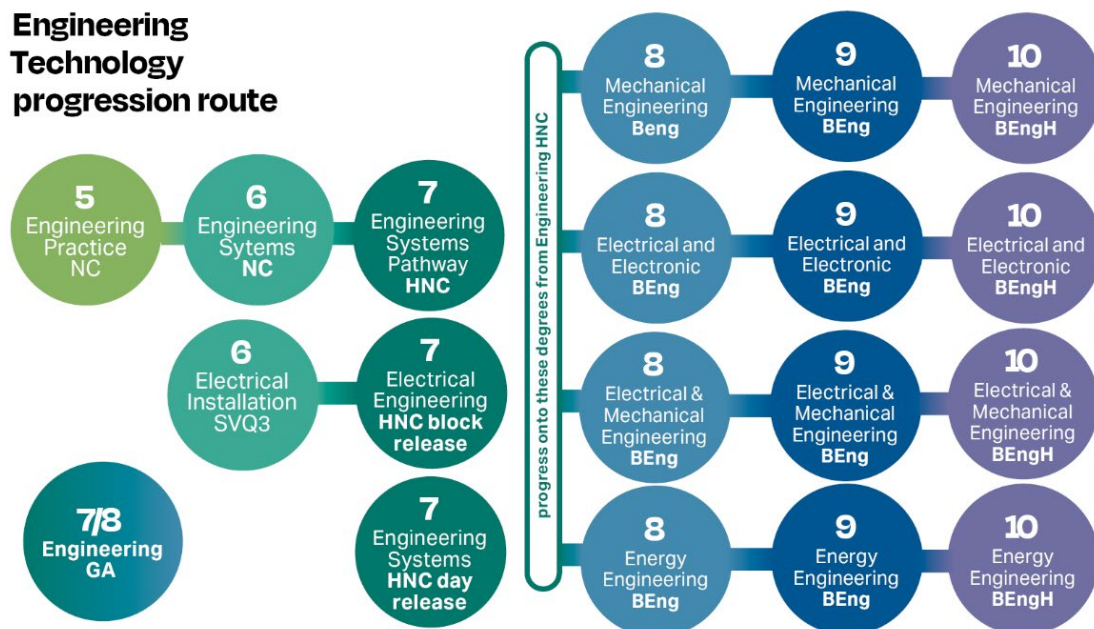 Engineering
Technology
progression route
5
Engineering
Practice
NC
6
Engineering
Sytems
NC
7
Engineering
Systems
Pathway
HNC
6
Electrical
Installation
SVQ3
7
Electrical
Engineering
HNC block
release
7/8
Engineering
GA
7
Engineering
Systems
HNC day
release
progress onto these degrees from Engineering HNC
8
Mechanical
Engineering
Beng
9
Mechanical
Engineering
BEng
10
Mechanical
Engineering
BEngH
8
Electrical and
Electronic
BEng
9
Electrical and
Electronic
BEng
10
Electrical and
Electronic
BEngH
8
Electrical &
Mechanical
Engineering
BEng
9
Electrical &
Mechanical
Engineering
BEng
10
Electrical &
Mechanical
Engineering
BEngH
8
Energy
Engineering
BEng
9
Energy
Engineering
BEng
10
Energy
Engineering
BEngH